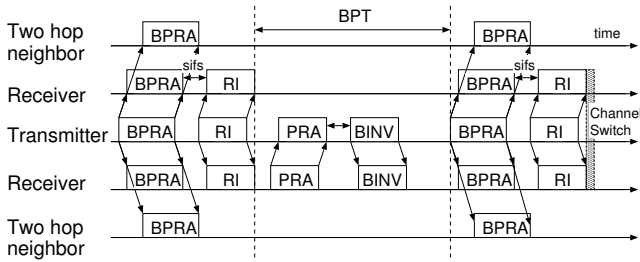 BPT
Two hop
neighbor
BPRA
BPRA
time
sifs
sifs
Receiver
BPRA
RI
BPRA
RI
Channel
Switch
Transmitter
BPRA
RI
PRA
BINV
BPRA
RI
Receiver
BPRA
RI
PRA
BINV
BPRA
RI
Two hop
neighbor
BPRA
BPRA